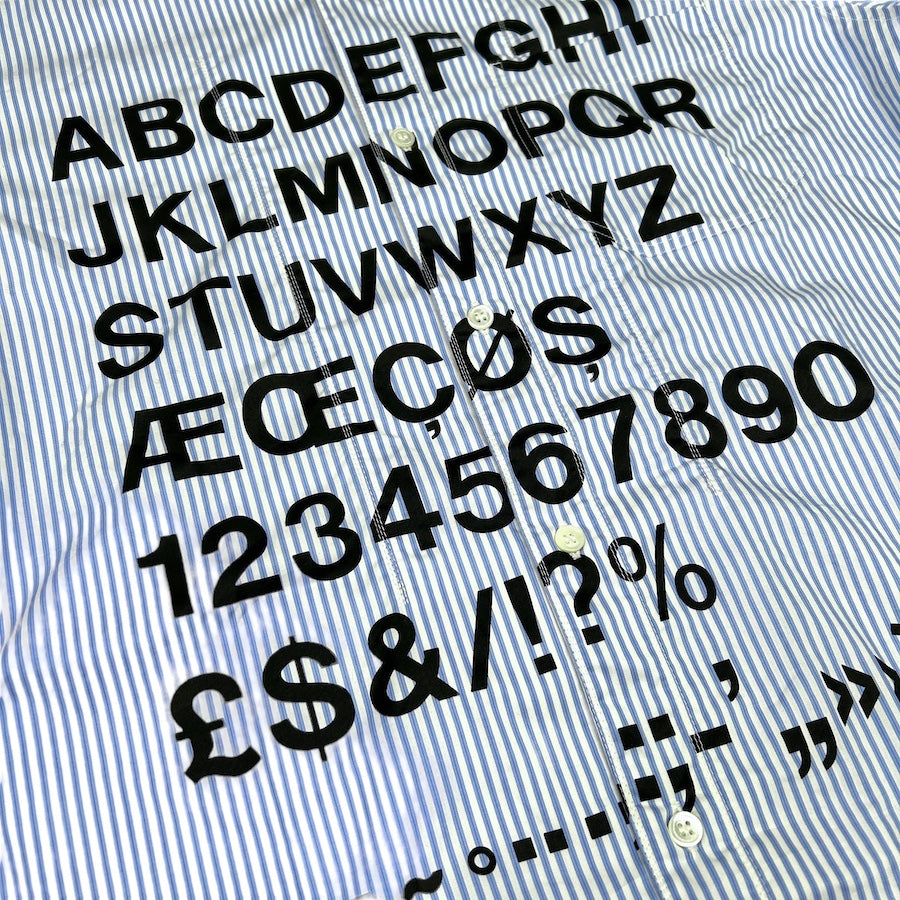 ABCDEFGHI
JKLMNOPQR
STUVWXYZ
ÆŒÇØŞ
1234567890
£$&/!?%
:;-’„»
~°....